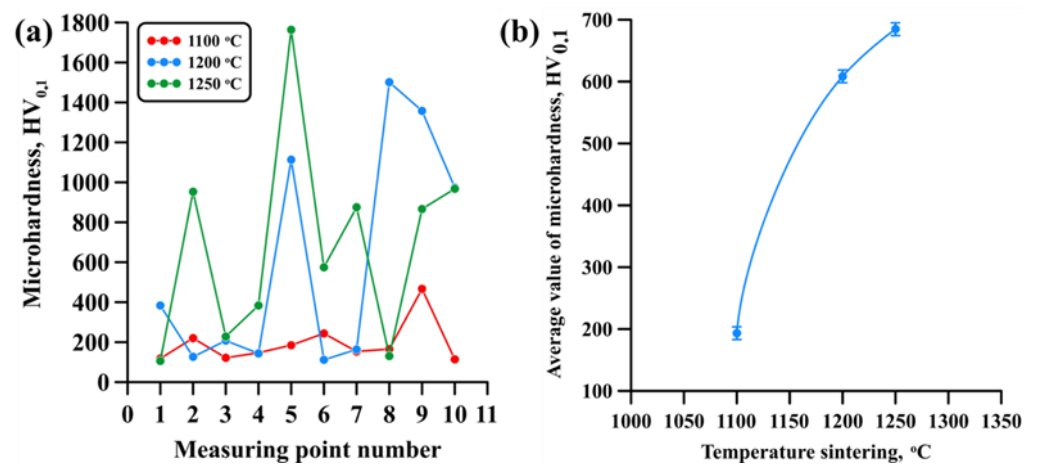 (a)
Microhardness, HV0,1
1800
1600
1400
1200
1000
800
600
400
200
0
1100 °C
1200 °C
1250 °C
0 1 2 3 4 5 6 7 8 9 10 11
Measuring point number
(b)
Average value of microhardness, HV0,1
700
600
500
400
300
200
100
1000 1050 1100 1150 1200 1250 1300 1350
Temperature sintering, °C